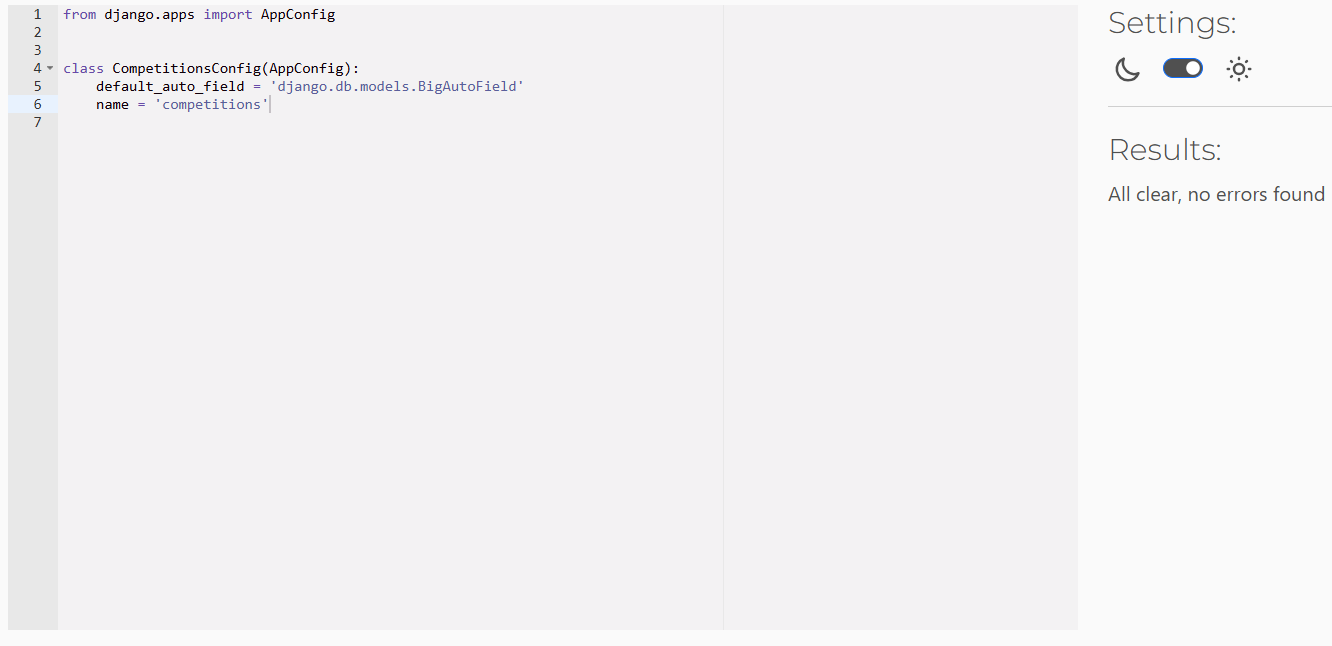 1 from django.apps import AppConfig
2
3
4 class CompetitionsConfig(AppConfig):
5     default_auto_field = 'django.db.models.BigAutoField'
6     name = 'competitions'
7
Settings:
Results:
All clear, no errors found